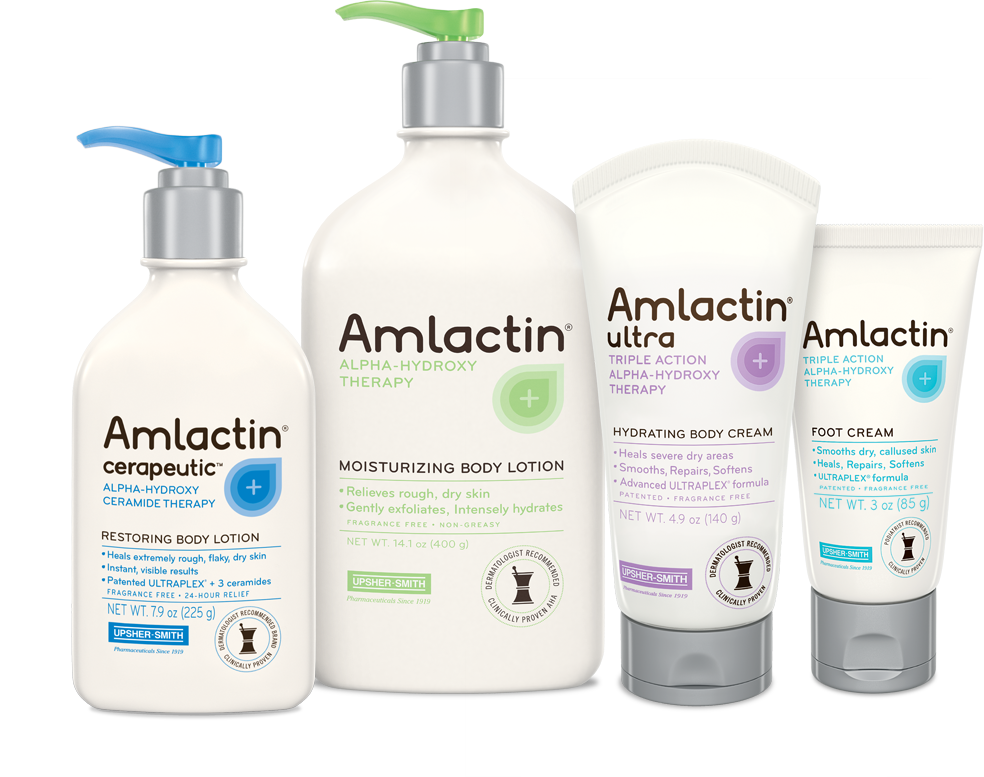 Amlactin®
cerapeutic™
ALPHA-HYDROXY
CERAMIDE THERAPY
RESTORING BODY LOTION
• Heals extremely rough, flaky, dry skin
• Instant, visible results
• Patented ULTRAPLEX® + 3 ceramides
FRAGRANCE FREE • 24-HOUR RELIEF
NET WT. 7.9 oz (225 g)
UPSHER-SMITH
Pharmaceuticals Since 1919
DERMATOLOGIST RECOMMENDED BRAND
CLINICALLY PROVEN
Amlactin®
ALPHA-HYDROXY
THERAPY
MOISTURIZING BODY LOTION
• Relieves rough, dry skin
• Gently exfoliates, Intensely hydrates
FRAGRANCE FREE • NON-GREASY
NET WT. 14.1 oz (400 g)
UPSHER-SMITH
Pharmaceuticals Since 1919
DERMATOLOGIST RECOMMENDED
CLINICALLY PROVEN AHA
Amlactin®
ultra
TRIPLE ACTION
ALPHA-HYDROXY
THERAPY
HYDRATING BODY CREAM
• Heals severe dry areas
• Smooths, Repairs, Softens
• Advanced ULTRAPLEX® formula
PATENTED • FRAGRANCE FREE
NET WT. 4.9 oz (140 g)
UPSHER-SMITH
Pharmaceuticals Since 1919
DERMATOLOGIST RECOMMENDED
CLINICALLY PROVEN
Amlactin®
TRIPLE ACTION
ALPHA-HYDROXY
THERAPY
FOOT CREAM
• Smooths dry, callused skin
• Heals, Repairs, Softens
• ULTRAPLEX® formula
PATENTED • FRAGRANCE FREE
NET WT. 3 oz (85 g)
UPSHER-SMITH
Pharmaceuticals Since 1919
PODIATRIST RECOMMENDED
CLINICALLY PROVEN